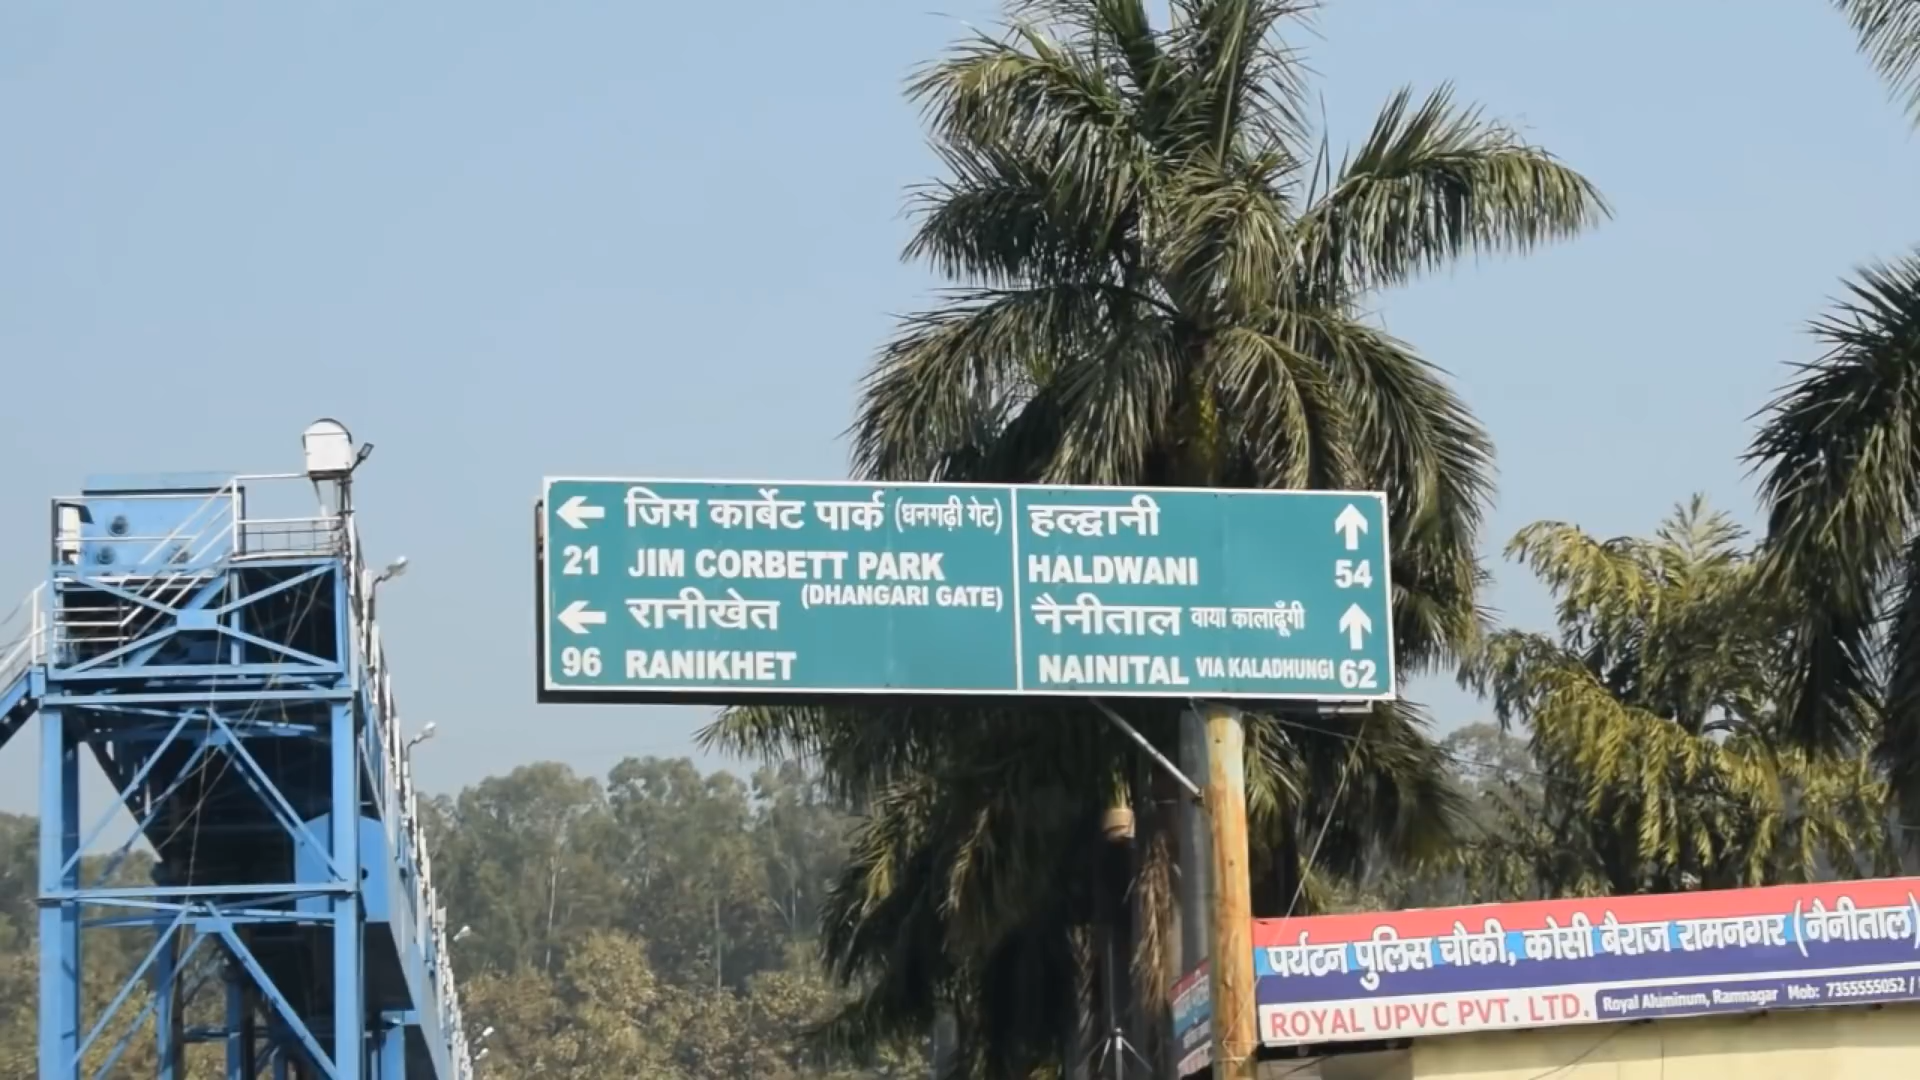 ← जिम कार्बेट पार्क (धनगढ़ी गेट)
21 JIM CORBETT PARK
(DHANGARI GATE)
← रानीखेत
96 RANIKHET
हल्द्वानी ↑
HALDWANI 54
नैनीताल वाया कालाढूँगी ↑
NAINITAL VIA KALADHUNGI 62
पर्यटन पुलिस चौकी, कोसी बैराज रामनगर (नैनीताल)
ROYAL UPVC PVT. LTD. Royal Aluminum, Ramnagar Mob: 7355555052 /